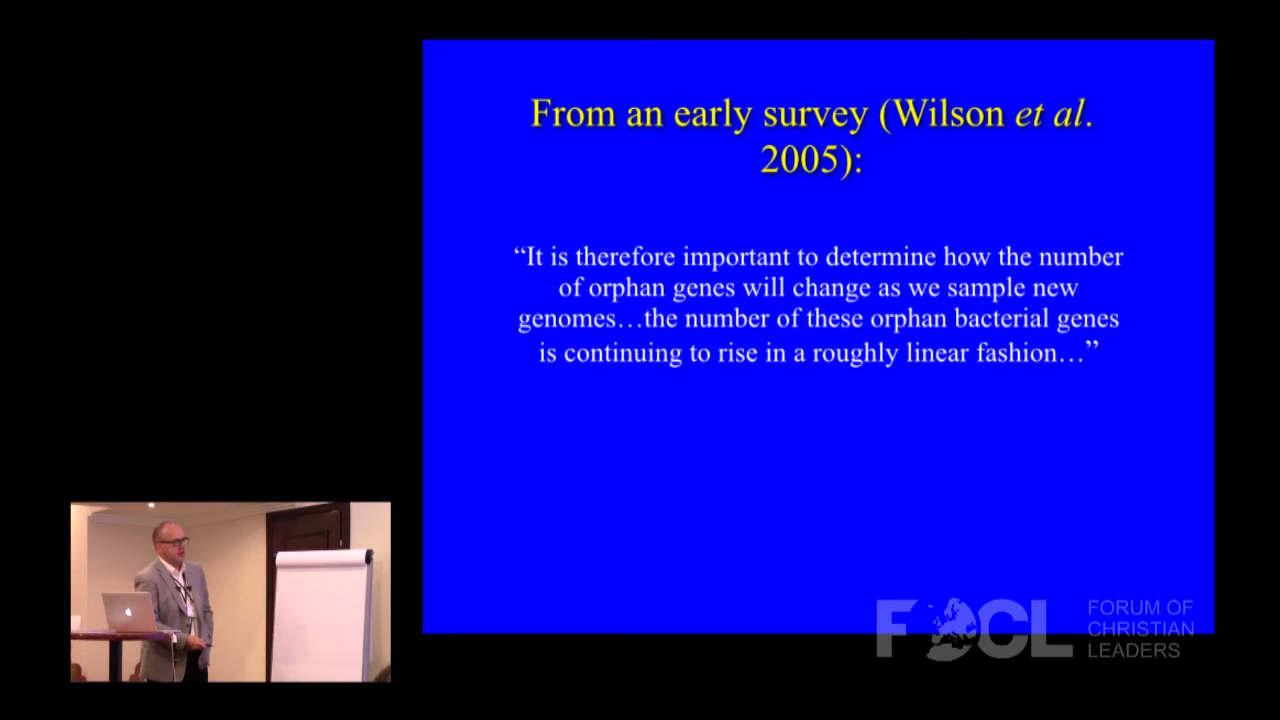 From an early survey (Wilson et al.
2005):
“It is therefore important to determine how the number
of orphan genes will change as we sample new
genomes…the number of these orphan bacterial genes
is continuing to rise in a roughly linear fashion…”
FOCL
FORUM OF
CHRISTIAN
LEADERS